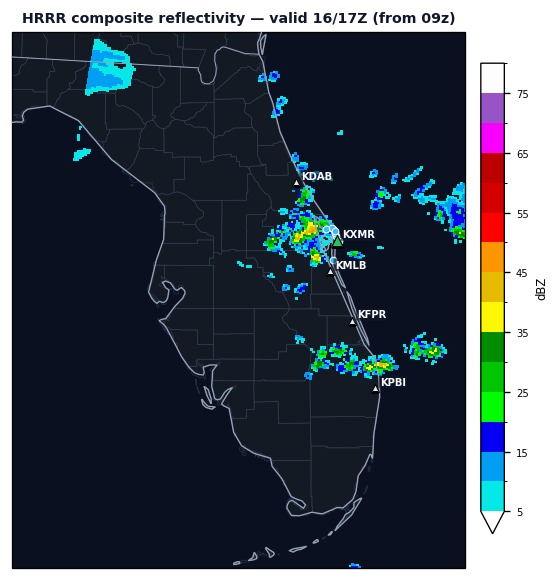 HRRR composite reflectivity — valid 16/17Z (from 09z)
KDAB
KXMR
KMLB
KFPR
KPBI
75
65
55
45
35
25
15
5
dBZ